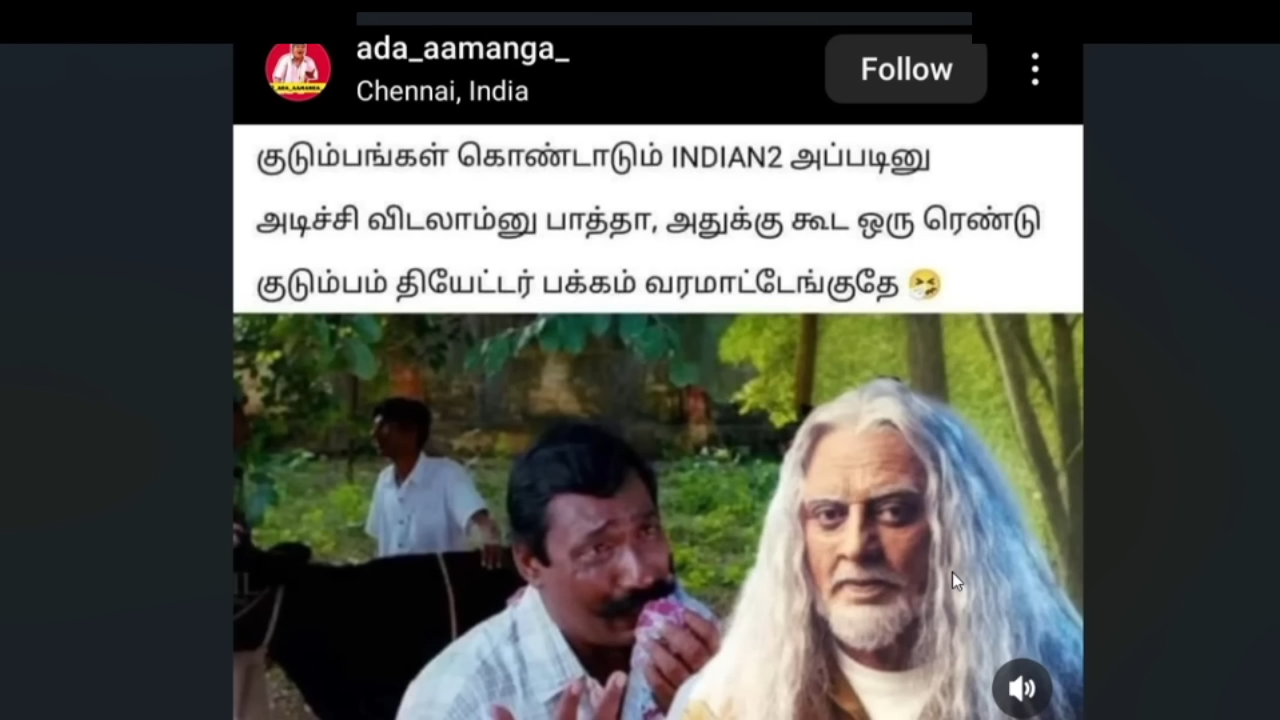 ada_aamanga_
Chennai, India
Follow
குடும்பங்கள் கொண்டாடும் INDIAN2 அப்படினு
அடிச்சி விடலாம்னு பாத்தா, அதுக்கு கூட ஒரு ரெண்டு
குடும்பம் தியேட்டர் பக்கம் வரமாட்டேங்குதே 🤧